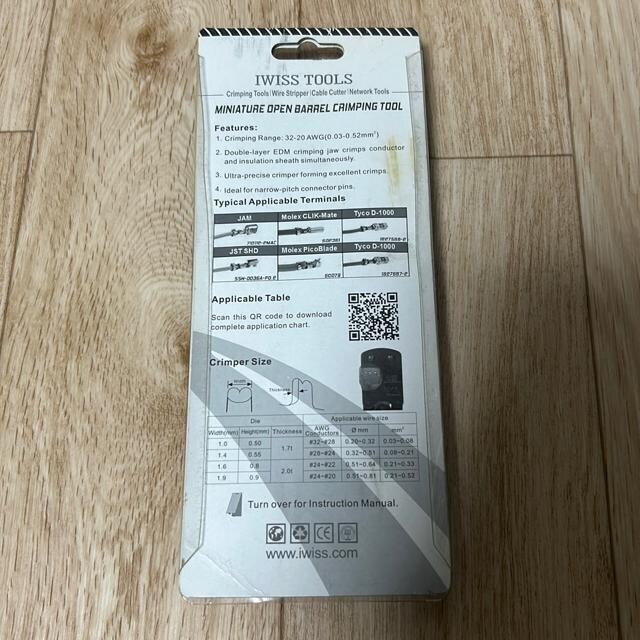 IWISS TOOLS
Crimping Tools | Wire Stripper | Cable Cutter | Network Tools
MINIATURE OPEN BARREL CRIMPING TOOL
Features:
1. Crimping Range: 32-20 AWG(0.03-0.52mm²)
2. Double-layer EDM crimping jaw crimps conductor
and insulation sheath simultaneously.
3. Ultra-precise crimper forming excellent crimps.
4. Ideal for narrow-pitch connector pins.
Typical Applicable Terminals
JAM Molex CLIK-Mate Tyco D-1000
1827588-2
JST SHD Molex PicoBlade Tyco D-1000
1827587-2
Applicable Table
Scan this QR code to download
complete application chart.
Crimper Size
Width Thickness
Die Thickness Applicable wire size
Width(mm) Height(mm) AWG Conductors Ø mm mm²
1.0 0.50 1.7t #32~#28 0.20~0.32 0.03~0.08
1.4 0.55 #28~#24 0.32~0.51 0.08~0.21
1.6 0.8 2.0t #24~#22 0.51~0.64 0.21~0.33
1.9 0.9 #24~#20 0.51~0.81 0.21~0.52
Turn over for Instruction Manual.
CE
www.iwiss.com